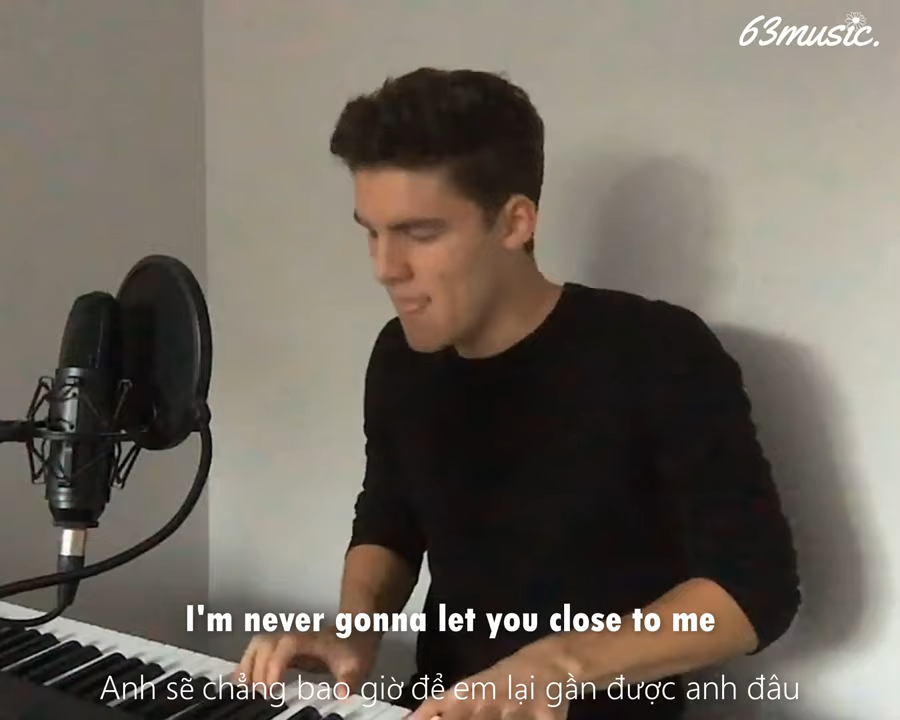 63music.
I'm never gonna let you close to me
Anh sẽ chẳng bao giờ để em lại gần được anh đâu